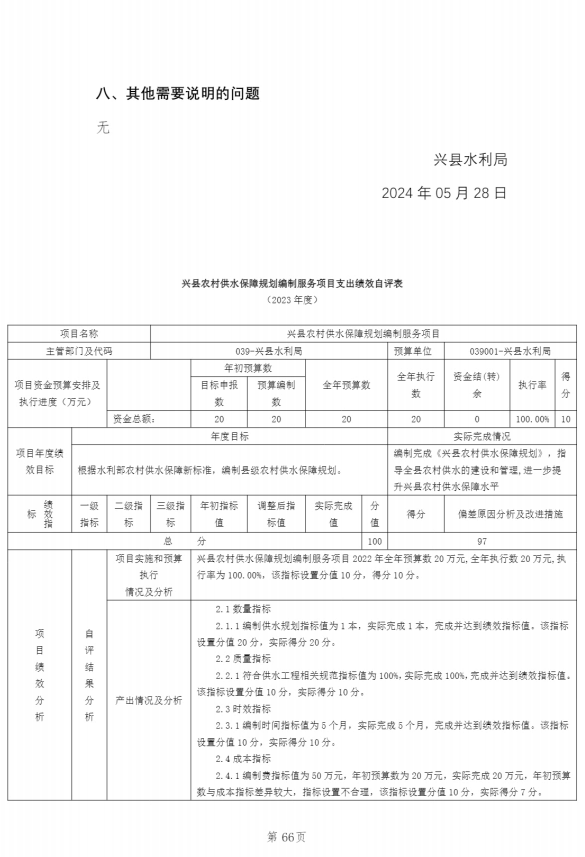 八、其他需要说明的问题
无
兴县水利局
2024 年 05 月 28 日
兴县农村供水保障规划编制服务项目支出绩效自评表
（2023 年度）
项目名称
兴县农村供水保障规划编制服务项目
主管部门及代码
039-兴县水利局
预算单位
039001-兴县水利局
项目资金预算安排及
执行进度（万元）
年初预算数
目标申报
数
预算编制
数
全年预算数
全年执行
数
资金结(转)
余
执行率
得
分
资金总额：
20
20
20
20
0
100.00%
10
项目年度绩
效目标
年度目标
实际完成情况
根据水利部农村供水保障新标准，编制县级农村供水保障规划。
编制完成《兴县农村供水保障规划》，指
导全县农村供水的建设和管理,进一步提
升兴县农村供水保障水平
绩
效
指
标
一级
指标
二级指
标
三级指
标
年初指标
值
调整后指
标值
实际完成
值
分
值
得分
偏差原因分析及改进措施
总 分
100
97
项
目
绩
效
分
析
自
评
结
果
分
析
项目实施和预算
执行
情况及分析
兴县农村供水保障规划编制服务项目 2022 年全年预算数 20 万元,全年执行数 20 万元,执
行率为 100.00%，该指标设置分值 10 分，得分 10 分。
产出情况及分析
2.1 数量指标
2.1.1 编制供水规划指标值为 1 本，实际完成 1 本，完成并达到绩效指标值。该指标
设置分值 20 分，实际得分 20 分。
2.2 质量指标
2.2.1 符合供水工程相关规范指标值为 100%,实际完成 100%,完成并达到绩效指标值。
该指标设置分值 10 分，实际得分 10 分。
2.3 时效指标
2.3.1 编制时间指标值为 5 个月，实际完成 5 个月，完成并达到绩效指标值。该指标
设置分值 10 分，实际得分 10 分。
2.4 成本指标
2.4.1 编制费指标值为 50 万元，年初预算数为 20 万元，实际完成 20 万元，年初预算
数与成本指标差异较大，指标设置不合理，该指标设置分值 10 分，实际得分 7 分。
第 66页